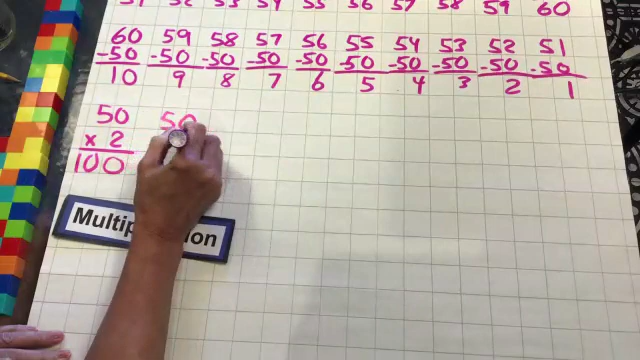 51 52 53 54 55 56 57 58 59 60
60 59 58 57 56 55 54 53 52 51
-50 -50 -50 -50 -50 -50 -50 -50 -50 -50
10 9 8 7 6 5 4 3 2 1
50 50
x 2
100